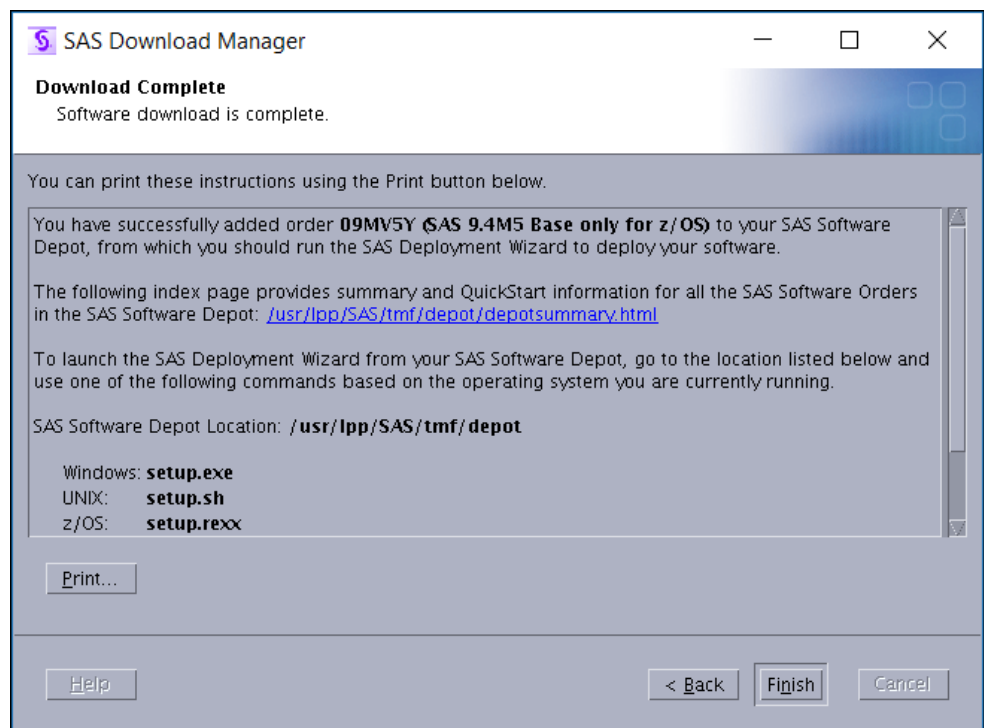 SAS Download Manager
Download Complete
Software download is complete.
You can print these instructions using the Print button below.
You have successfully added order 09MV5Y (SAS 9.4M5 Base only for z/OS) to your SAS Software
Depot, from which you should run the SAS Deployment Wizard to deploy your software.
The following index page provides summary and QuickStart information for all the SAS Software Orders
in the SAS Software Depot: /usr/lpp/SAS/tmf/depot/depotsummary.html
To launch the SAS Deployment Wizard from your SAS Software Depot, go to the location listed below and
use one of the following commands based on the operating system you are currently running.
SAS Software Depot Location: /usr/lpp/SAS/tmf/depot
Windows: setup.exe
UNIX: setup.sh
z/OS: setup.rexx
Print...
Help
< Back
Finish
Cancel